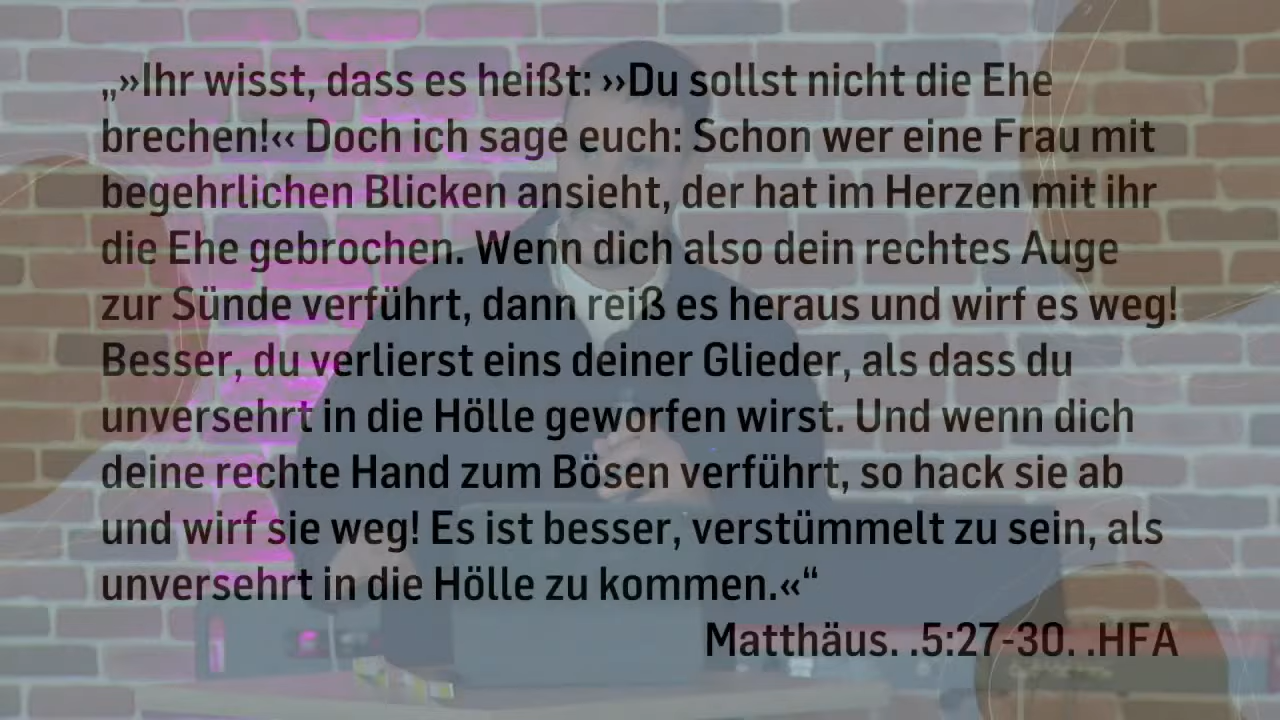 „»Ihr wisst, dass es heißt: ››Du sollst nicht die Ehe
brechen!‹‹ Doch ich sage euch: Schon wer eine Frau mit
begehrlichen Blicken ansieht, der hat im Herzen mit ihr
die Ehe gebrochen. Wenn dich also dein rechtes Auge
zur Sünde verführt, dann reiß es heraus und wirf es weg!
Besser, du verlierst eins deiner Glieder, als dass du
unversehrt in die Hölle geworfen wirst. Und wenn dich
deine rechte Hand zum Bösen verführt, so hack sie ab
und wirf sie weg! Es ist besser, verstümmelt zu sein, als
unversehrt in die Hölle zu kommen.«“
Matthäus. .5:27-30. .HFA